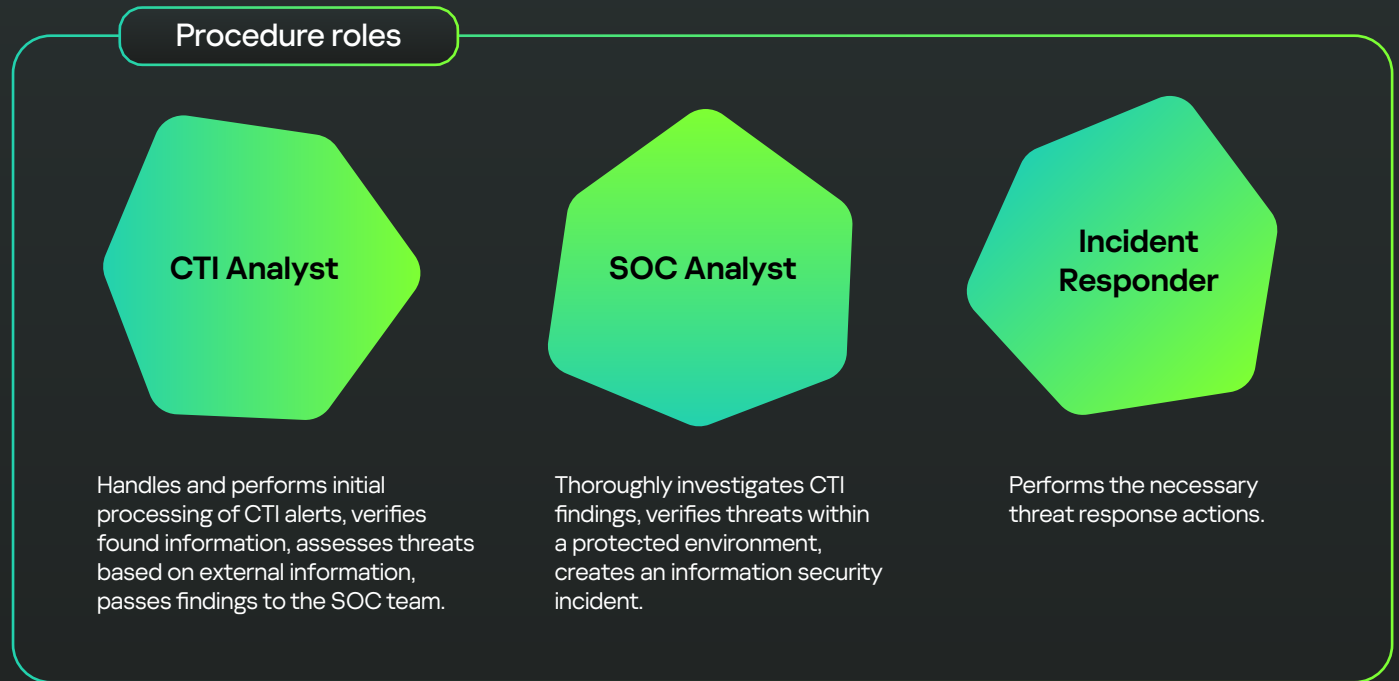 Procedure roles
CTI Analyst
Handles and performs initial
processing of CTI alerts, verifies
found information, assesses threats
based on external information,
passes findings to the SOC team.
SOC Analyst
Thoroughly investigates CTI
findings, verifies threats within
a protected environment,
creates an information security
incident.
Incident
Responder
Performs the necessary
threat response actions.